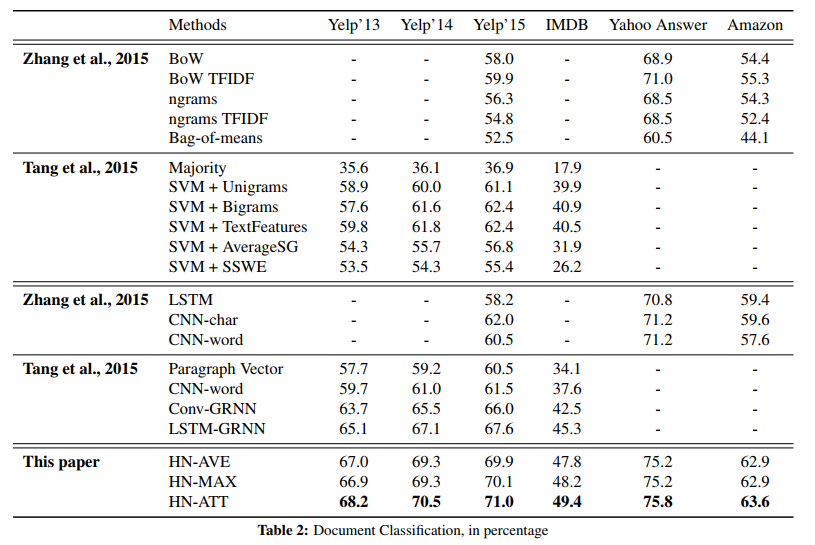 Methods Yelp'13 Yelp'14 Yelp'15 IMDB Yahoo Answer Amazon
Zhang et al., 2015 BoW - - 58.0 - 68.9 54.4
BoW TFIDF - - 59.9 - 71.0 55.3
ngrams - - 56.3 - 68.5 54.3
ngrams TFIDF - - 54.8 - 68.5 52.4
Bag-of-means - - 52.5 - 60.5 44.1
Tang et al., 2015 Majority 35.6 36.1 36.9 17.9 - -
SVM + Unigrams 58.9 60.0 61.1 39.9 - -
SVM + Bigrams 57.6 61.6 62.4 40.9 - -
SVM + TextFeatures 59.8 61.8 62.4 40.5 - -
SVM + AverageSG 54.3 55.7 56.8 31.9 - -
SVM + SSWE 53.5 54.3 55.4 26.2 - -
Zhang et al., 2015 LSTM - - 58.2 - 70.8 59.4
CNN-char - - 62.0 - 71.2 59.6
CNN-word - - 60.5 - 71.2 57.6
Tang et al., 2015 Paragraph Vector 57.7 59.2 60.5 34.1 - -
CNN-word 59.7 61.0 61.5 37.6 - -
Conv-GRNN 63.7 65.5 66.0 42.5 - -
LSTM-GRNN 65.1 67.1 67.6 45.3 - -
This paper HN-AVE 67.0 69.3 69.9 47.8 75.2 62.9
HN-MAX 66.9 69.3 70.1 48.2 75.2 62.9
HN-ATT 68.2 70.5 71.0 49.4 75.8 63.6
Table 2: Document Classification, in percentage